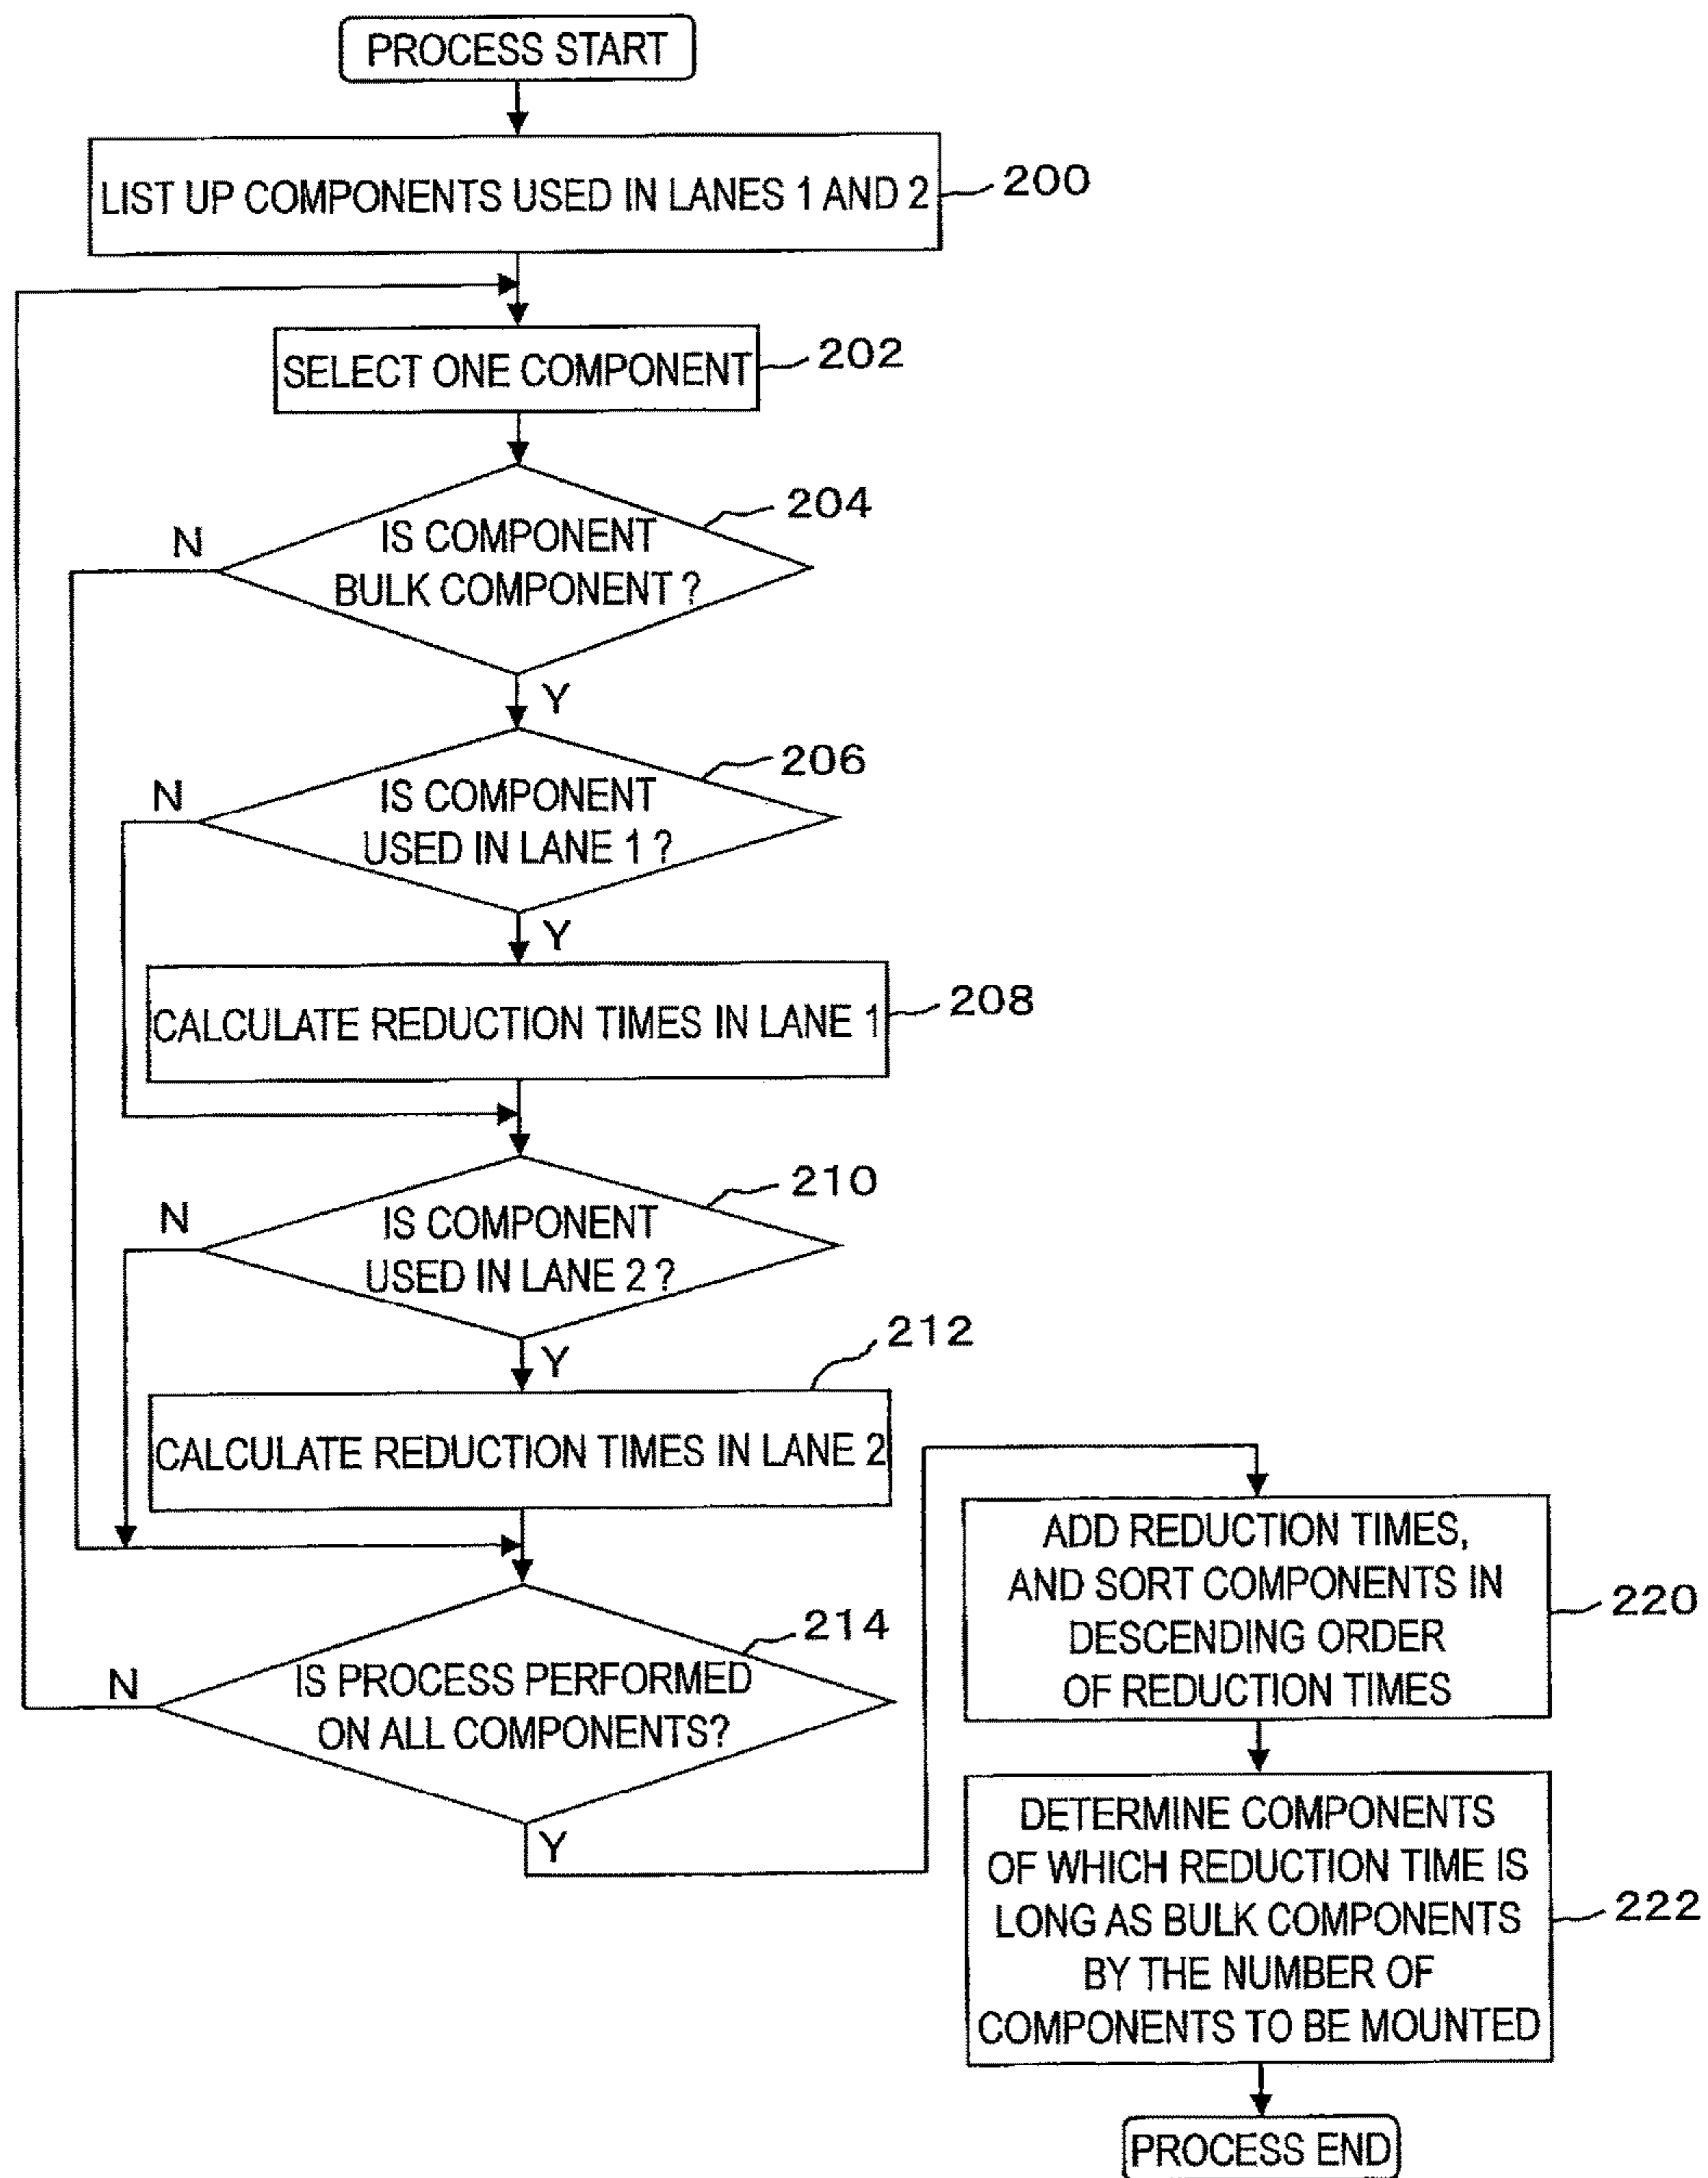 PROCESS START
LIST UP COMPONENTS USED IN LANES 1 AND 2
200
SELECT ONE COMPONENT
202
204
N
IS COMPONENT
BULK COMPONENT ?
Y
206
N
IS COMPONENT
USED IN LANE 1 ?
Y
CALCULATE REDUCTION TIMES IN LANE 1
208
210
N
IS COMPONENT
USED IN LANE 2 ?
212
Y
CALCULATE REDUCTION TIMES IN LANE 2
214
N
IS PROCESS PERFORMED
ON ALL COMPONENTS?
Y
ADD REDUCTION TIMES,
AND SORT COMPONENTS IN
DESCENDING ORDER
OF REDUCTION TIMES
220
DETERMINE COMPONENTS
OF WHICH REDUCTION TIME IS
LONG AS BULK COMPONENTS
BY THE NUMBER OF
COMPONENTS TO BE MOUNTED
222
PROCESS END